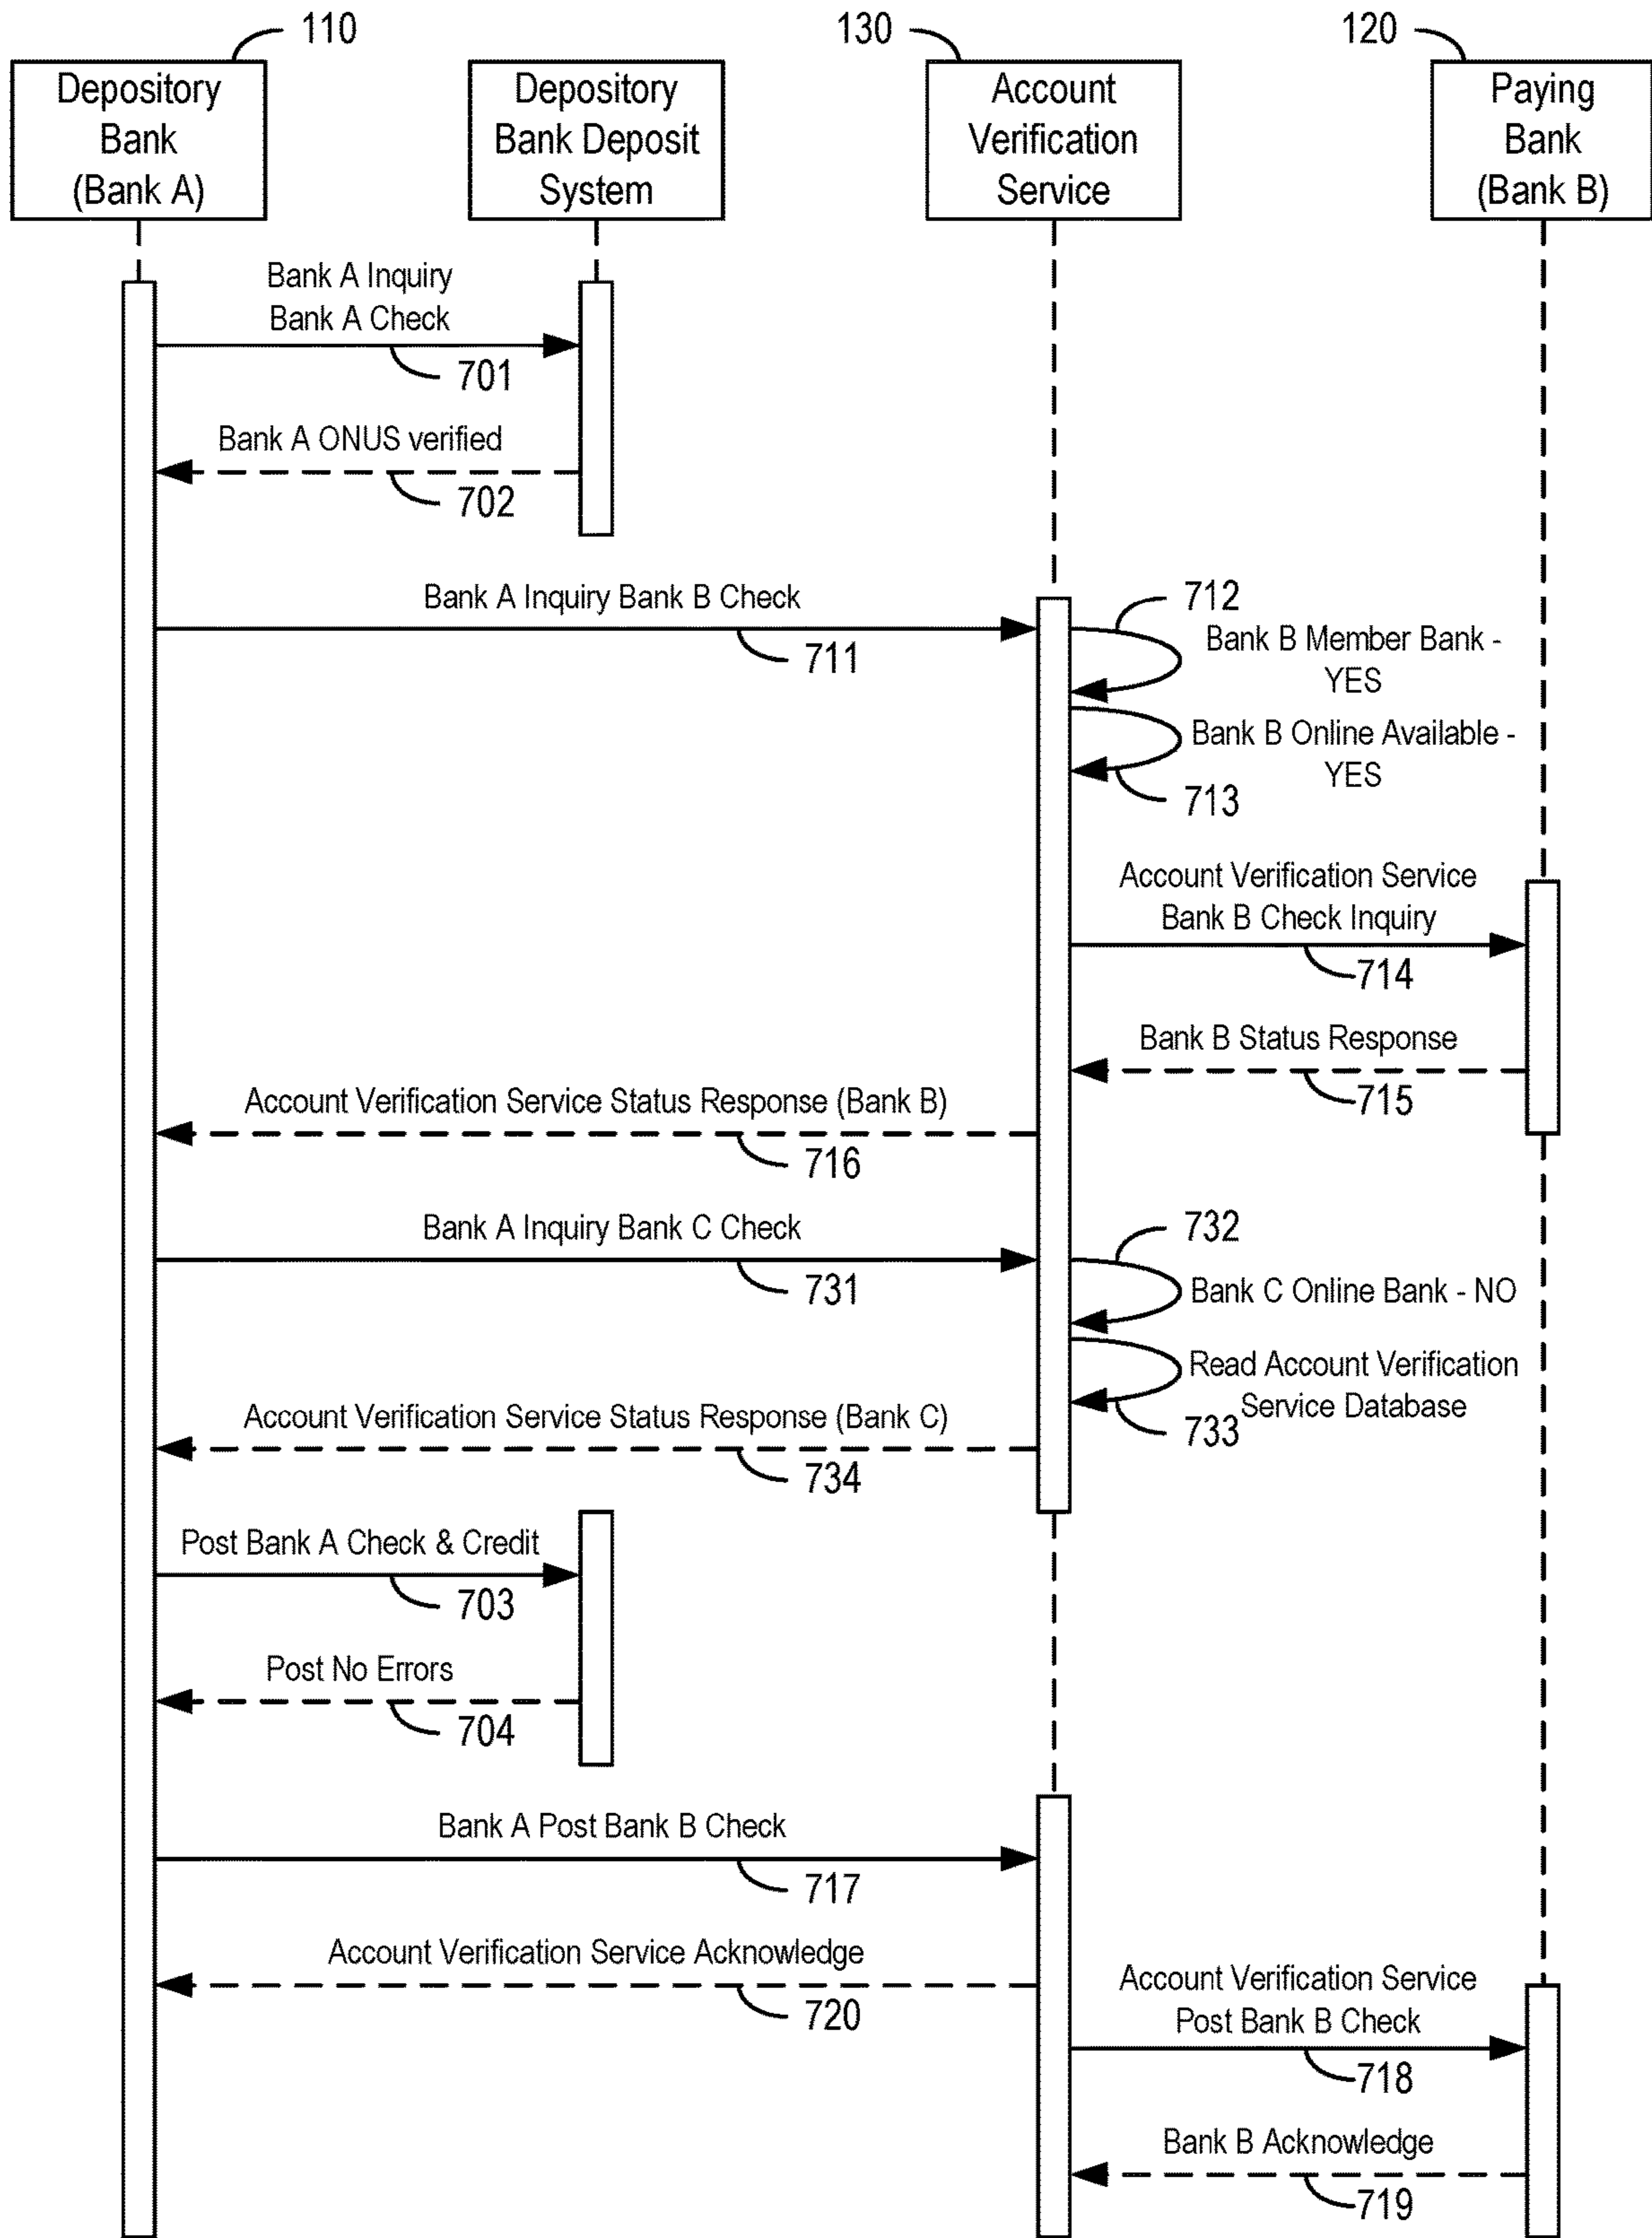 110
130
120
Depository
Bank
(Bank A)
Depository
Bank Deposit
System
Account
Verification
Service
Paying
Bank
(Bank B)
Bank A Inquiry
Bank A Check
701
Bank A ONUS verified
702
Bank A Inquiry Bank B Check
711
712
Bank B Member Bank -
YES
Bank B Online Available -
YES
713
Account Verification Service
Bank B Check Inquiry
714
Bank B Status Response
715
Account Verification Service Status Response (Bank B)
716
Bank A Inquiry Bank C Check
731
732
Bank C Online Bank - NO
Read Account Verification
Service Database
733
Account Verification Service Status Response (Bank C)
734
Post Bank A Check & Credit
703
Post No Errors
704
Bank A Post Bank B Check
717
Account Verification Service Acknowledge
720
Account Verification Service
Post Bank B Check
718
Bank B Acknowledge
719